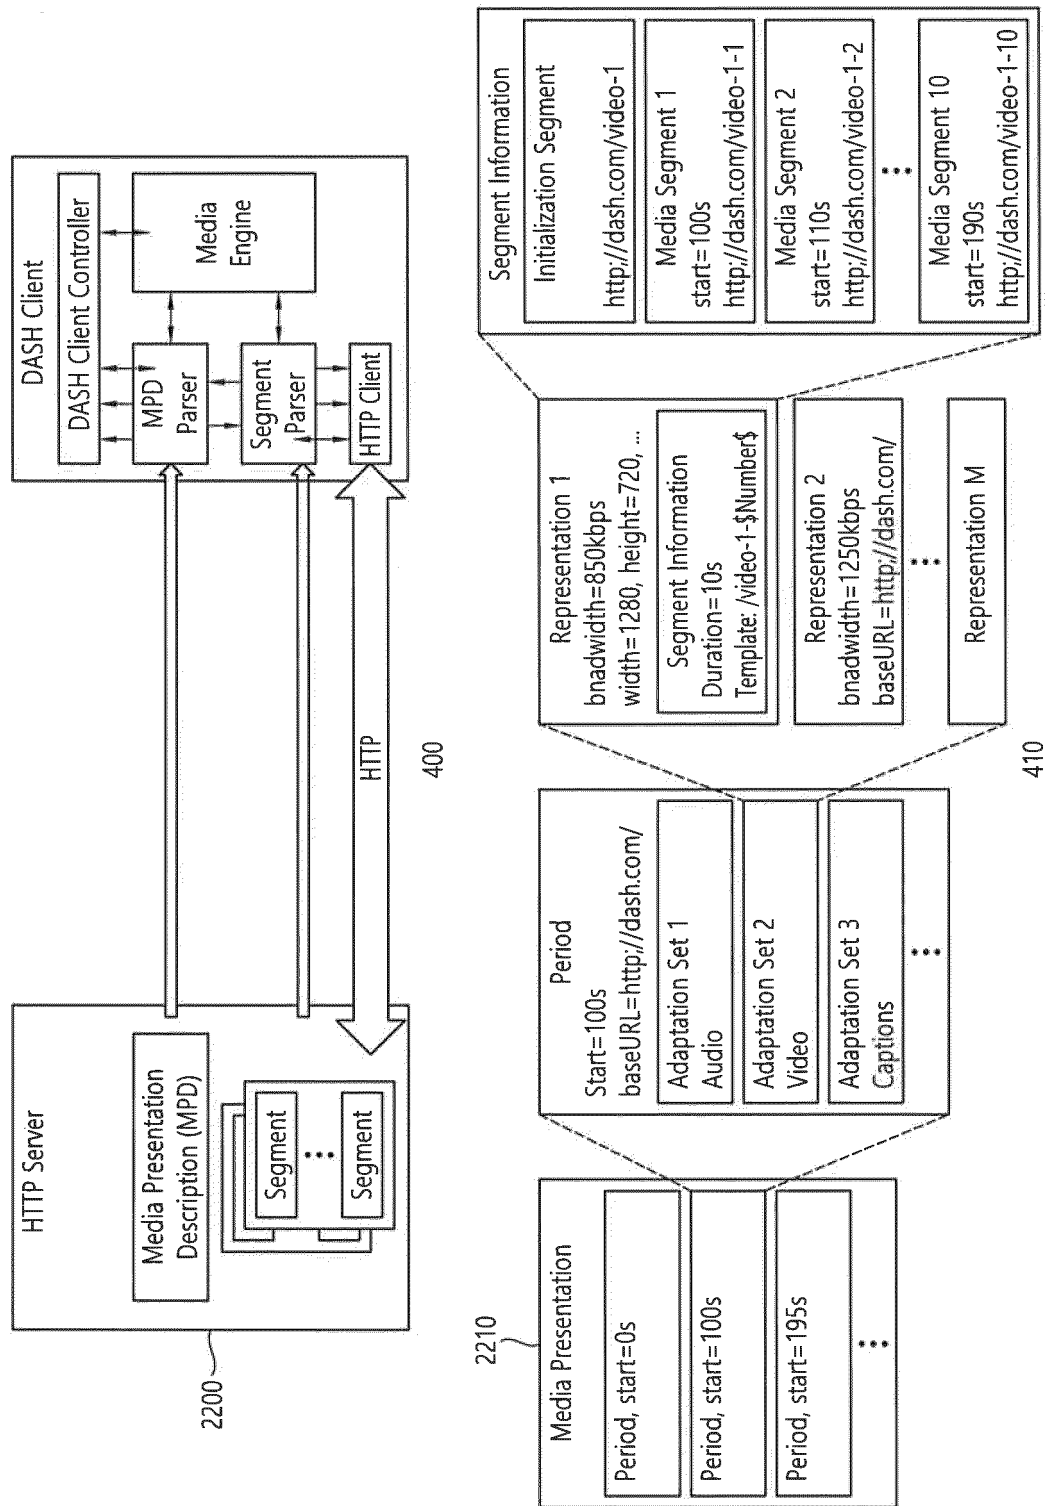 HTTP Server
Media Presentation
Description (MPD)
Segment
Segment
2200
HTTP
400
DASH Client
DASH Client Controller
MPD
Parser
Segment
Parser
HTTP Client
Media
Engine
2210
Media Presentation
Period, start=0s
Period, start=100s
Period, start=195s
Period
Start=100s
baseURL=http;//dash.com/
Adaptation Set 1
Audio
Adaptation Set 2
Video
Adaptation Set 3
Captions
Representation 1
bnadwidth=850kbps
width=1280, height=720, ...
Segment Information
Duration=10s
Template: /video-1-$Number$
Representation 2
bnadwidth=1250kbps
baseURL=http;//dash.com/
Representation M
410
Segment Information
Initialization Segment
http;//dash.com/video-1
Media Segment 1
start=100s
http;//dash.com/video-1-1
Media Segment 2
start=110s
http;//dash.com/video-1-2
Media Segment 10
start=190s
http;//dash.com/video-1-10